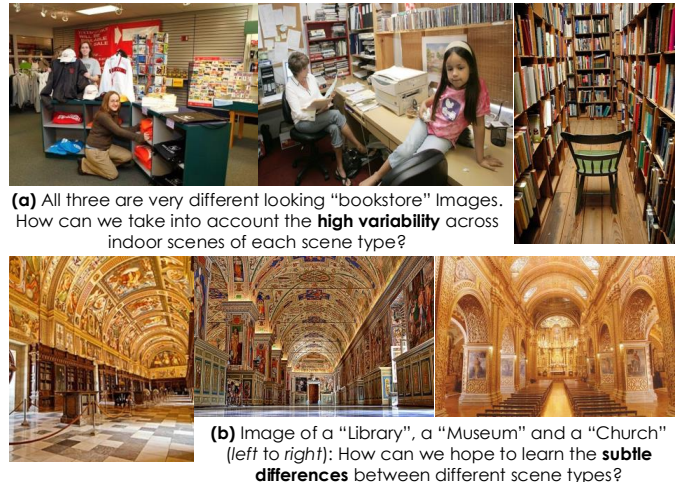 (a) All three are very different looking “bookstore” Images.
How can we take into account the high variability across
indoor scenes of each scene type?
(b) Image of a “Library”, a “Museum” and a “Church”
(left to right): How can we hope to learn the subtle
differences between different scene types?